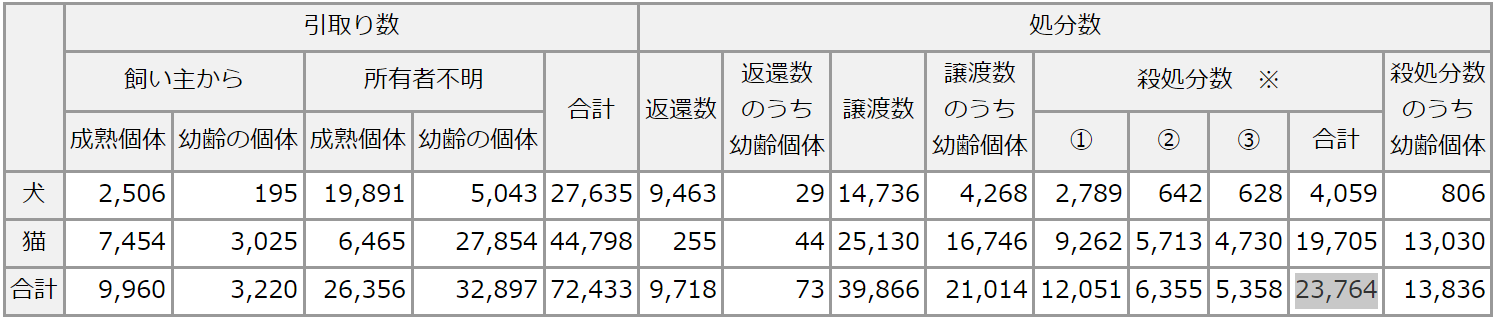 引取り数 処分数
飼い主から 所有者不明 合計 返還数 返還数のうち幼齢個体 譲渡数 譲渡数のうち幼齢個体 殺処分数 ※ 殺処分数のうち幼齢個体
成熟個体 幼齢の個体 成熟個体 幼齢の個体 ① ② ③ 合計
犬 2,506 195 19,891 5,043 27,635 9,463 29 14,736 4,268 2,789 642 628 4,059 806
猫 7,454 3,025 6,465 27,854 44,798 255 44 25,130 16,746 9,262 5,713 4,730 19,705 13,030
合計 9,960 3,220 26,356 32,897 72,433 9,718 73 39,866 21,014 12,051 6,355 5,358 23,764 13,836